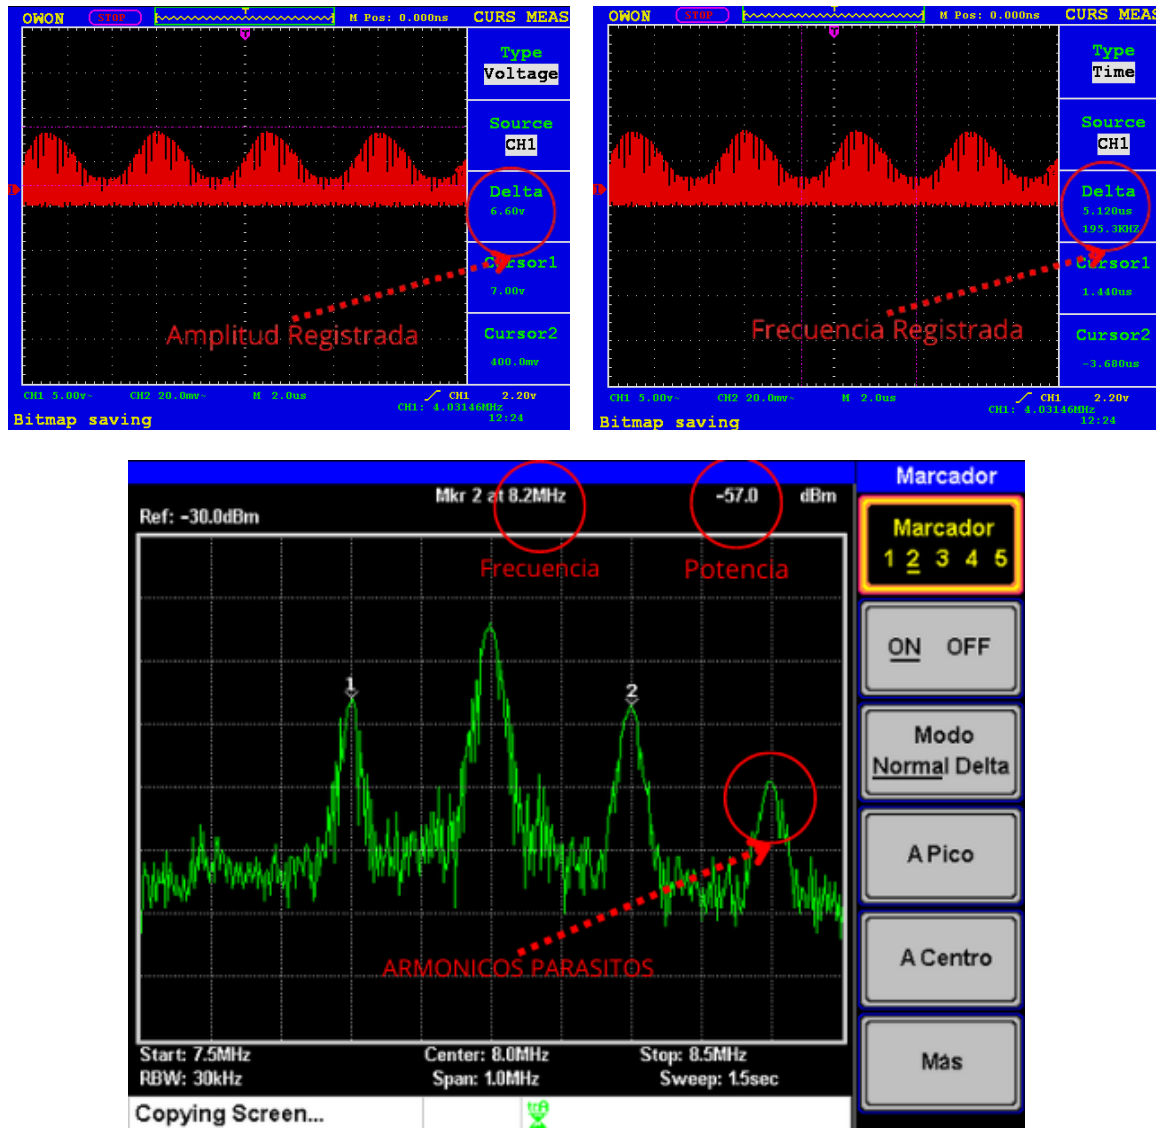 OWON STOP T M Pos: 0.000ns CURS MEAS
T
Type
Voltage
Source
CH1
1
Delta
6.60v
Cursor1
7.00v
Amplitud Registrada
Cursor2
400.0mv
CH1 5.00v~ CH2 20.0mv~ M 2.0us CH1 2.20v
CH1: 4.03146MHz
12:24
Bitmap saving
OWON STOP T M Pos: 0.000ns CURS MEAS
T
Type
Time
Source
CH1
1
Delta
5.120us
195.3KHZ
Cursor1
1.440us
Frecuencia Registrada
Cursor2
-3.680us
CH1 5.00v~ CH2 20.0mv~ M 2.0us CH1 2.20v
CH1: 4.03146MHz
12:24
Bitmap saving
Mkr 2 at 8.2MHz -57.0 dBm
Ref: -30.0dBm
Frecuencia Potencia
1
2
ARMONICOS PARASITOS
Start: 7.5MHz Center: 8.0MHz Stop: 8.5MHz
RBW: 30kHz Span: 1.0MHz Sweep: 1.5sec
Copying Screen...
Marcador
Marcador
1 2 3 4 5
ON OFF
Modo
Normal Delta
A Pico
A Centro
Más